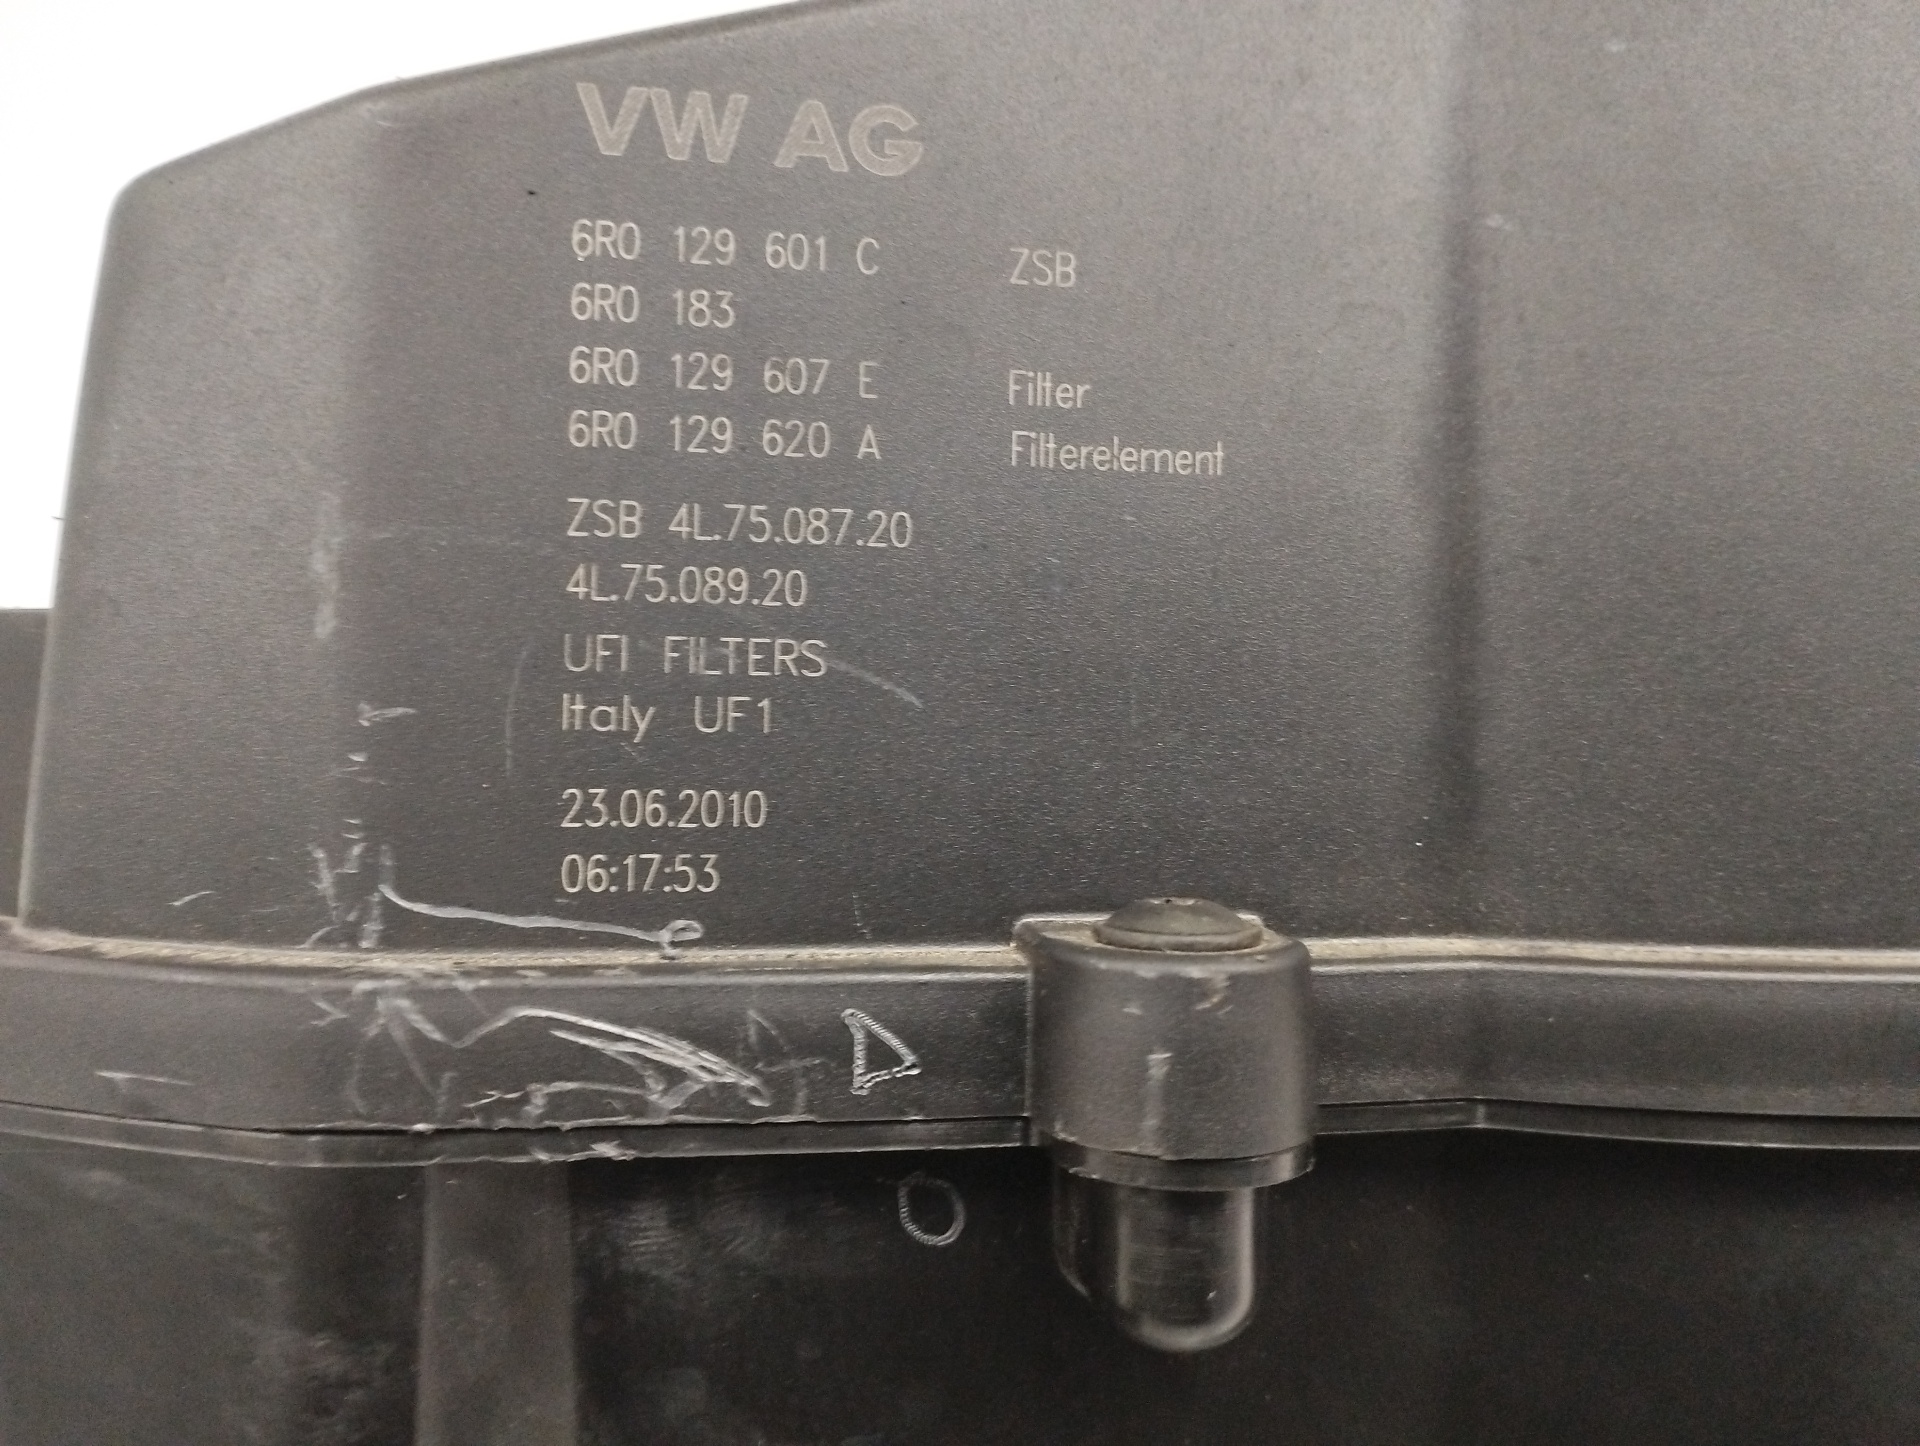 VW AG
6R0 129 601 C ZSB
6R0 183
6R0 129 607 E Filter
6R0 129 620 A Filterelement
ZSB 4L.75.087.20
4L.75.089.20
UFI FILTERS
Italy UF1
23.06.2010
06:17:53